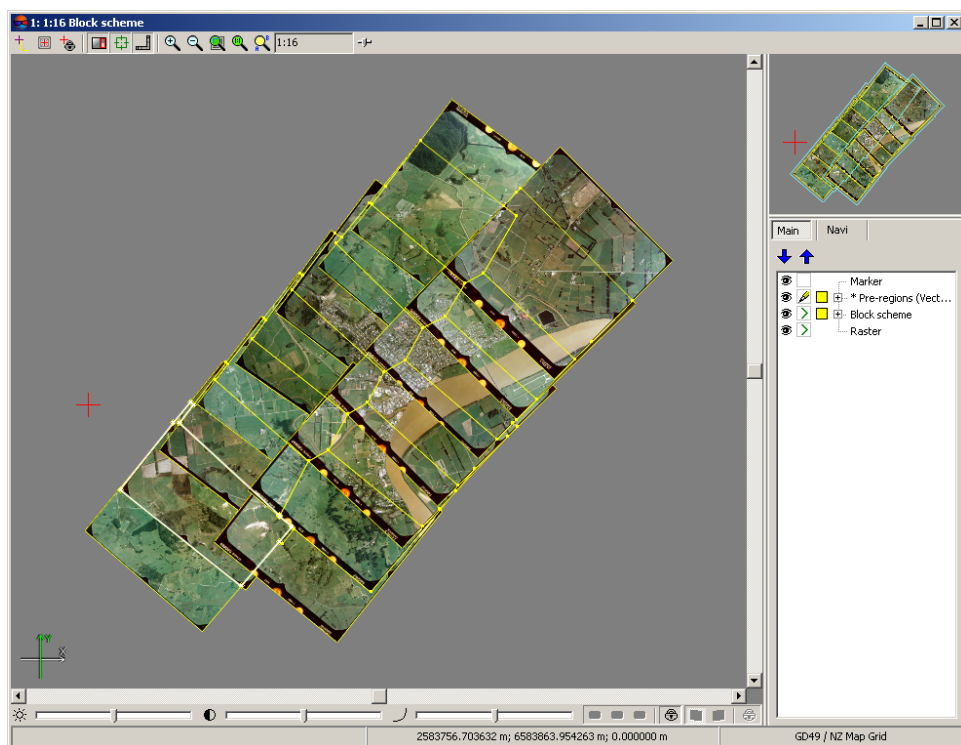 1: 1:16 Block scheme
1:16
Main
Navi
Marker
* Pre-regions (Vect...
Block scheme
Raster
Y
X
2583756.703632 m; 6583863.954263 m; 0.000000 m
GD49 / NZ Map Grid